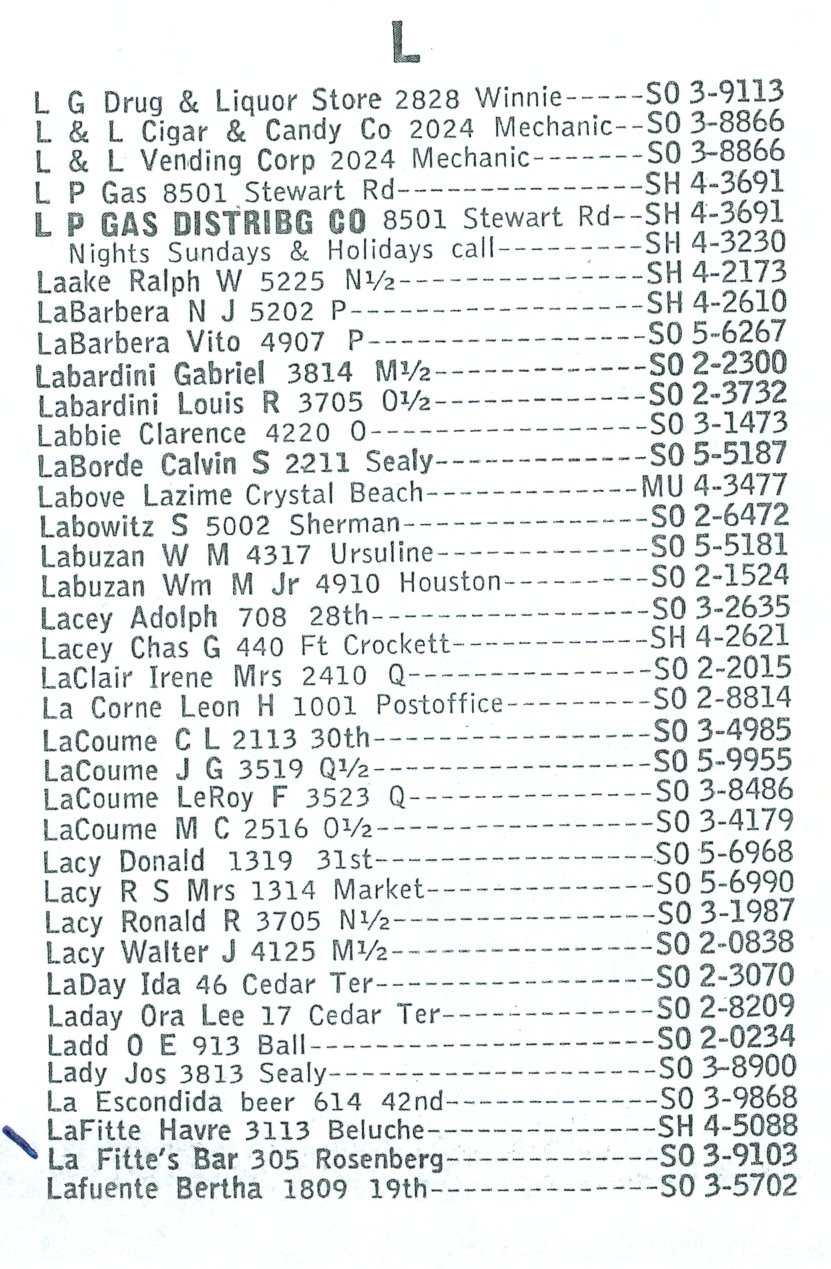 L
L G Drug & Liquor Store 2828 Winnie-----SO 3-9113
L & L Cigar & Candy Co 2024 Mechanic--SO 3-8866
L & L Vending Corp 2024 Mechanic-------SO 3-8866
L P Gas 8501 Stewart Rd---------------SH 4-3691
L P GAS DISTRIBG CO 8501 Stewart Rd--SH 4-3691
Nights Sundays & Holidays call---------SH 4-3230
Laake Ralph W 5225 N½---------------SH 4-2173
LaBarbera N J 5202 P------------------SH 4-2610
LaBarbera Vito 4907 P-----------------SO 5-6267
Labardini Gabriel 3814 M½-------------SO 2-2300
Labardini Louis R 3705 O½-------------SO 2-3732
Labbie Clarence 4220 O-----------------SO 3-1473
LaBorde Calvin S 2211 Sealy------------SO 5-5187
Labove Lazime Crystal Beach------------MU 4-3477
Labowitz S 5002 Sherman--------------SO 2-6472
Labuzan W M 4317 Ursuline------------SO 5-5181
Labuzan Wm M Jr 4910 Houston--------SO 2-1524
Lacey Adolph 708 28th-----------------SO 3-2635
Lacey Chas G 440 Ft Crockett-----------SH 4-2621
LaClair Irene Mrs 2410 Q---------------SO 2-2015
La Corne Leon H 1001 Postoffice---------SO 2-8814
LaCoume C L 2113 30th----------------SO 3-4985
LaCoume J G 3519 Q½----------------SO 5-9955
LaCoume LeRoy F 3523 Q--------------SO 3-8486
LaCoume M C 2516 O½---------------SO 3-4179
Lacy Donald 1319 31st-----------------SO 5-6968
Lacy R S Mrs 1314 Market-------------SO 5-6990
Lacy Ronald R 3705 N½---------------SO 3-1987
Lacy Walter J 4125 M½---------------SO 2-0838
LaDay Ida 46 Cedar Ter----------------SO 2-3070
Laday Ora Lee 17 Cedar Ter------------SO 2-8209
Ladd O E 913 Ball---------------------SO 2-0234
Lady Jos 3813 Sealy-------------------SO 3-8900
La Escondida beer 614 42nd------------SO 3-9868
LaFitte Havre 3113 Beluche-------------SH 4-5088
La Fitte's Bar 305 Rosenberg------------SO 3-9103
Lafuente Bertha 1809 19th-------------SO 3-5702